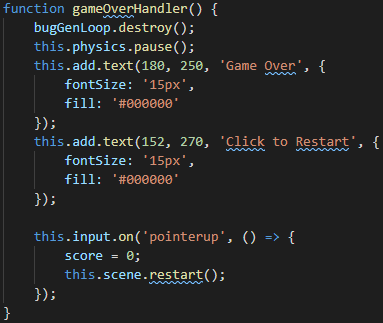 function gameOverHandler() {
    bugGenLoop.destroy();
    this.physics.pause();
    this.add.text(180, 250, 'Game Over', {
        fontSize: '15px',
        fill: '#000000'
    });
    this.add.text(152, 270, 'Click to Restart', {
        fontSize: '15px',
        fill: '#000000'
    });

    this.input.on('pointerup', () => {
        score = 0;
        this.scene.restart();
    });
}